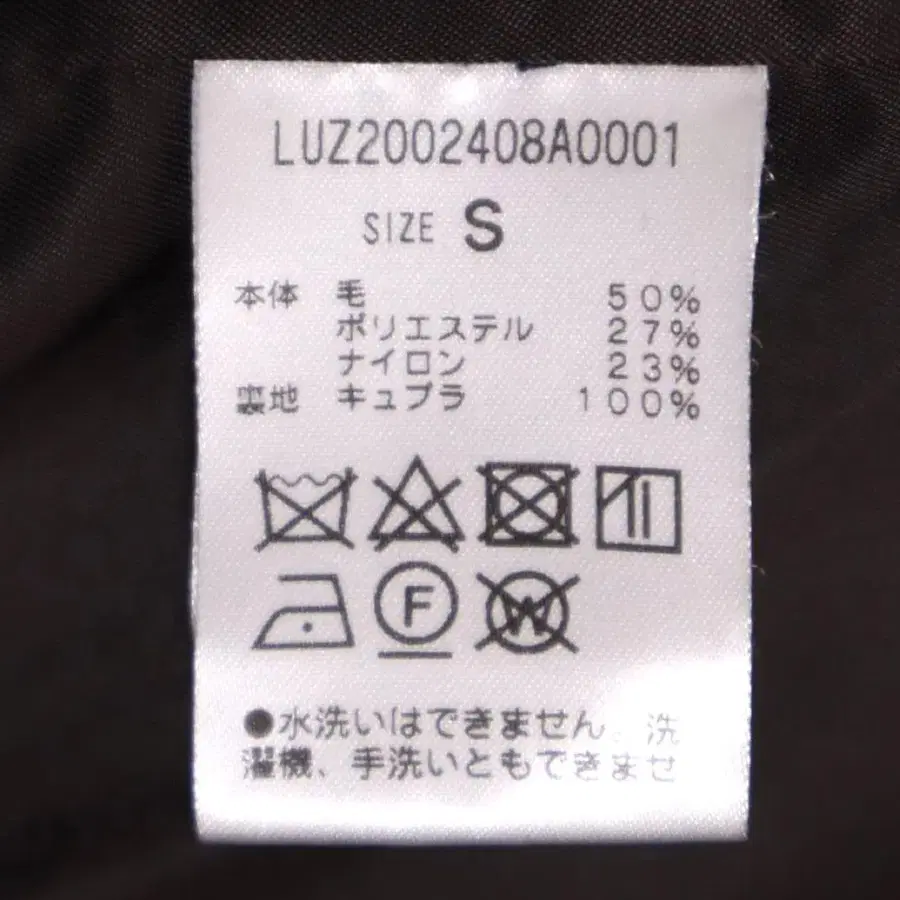 LUZ2002408A0001
SIZE S
本体 毛 50%
ポリエステル 27%
ナイロン 23%
裏地 キュプラ 100%
F
W
●水洗いはできません。洗
濯機、手洗いともできませ